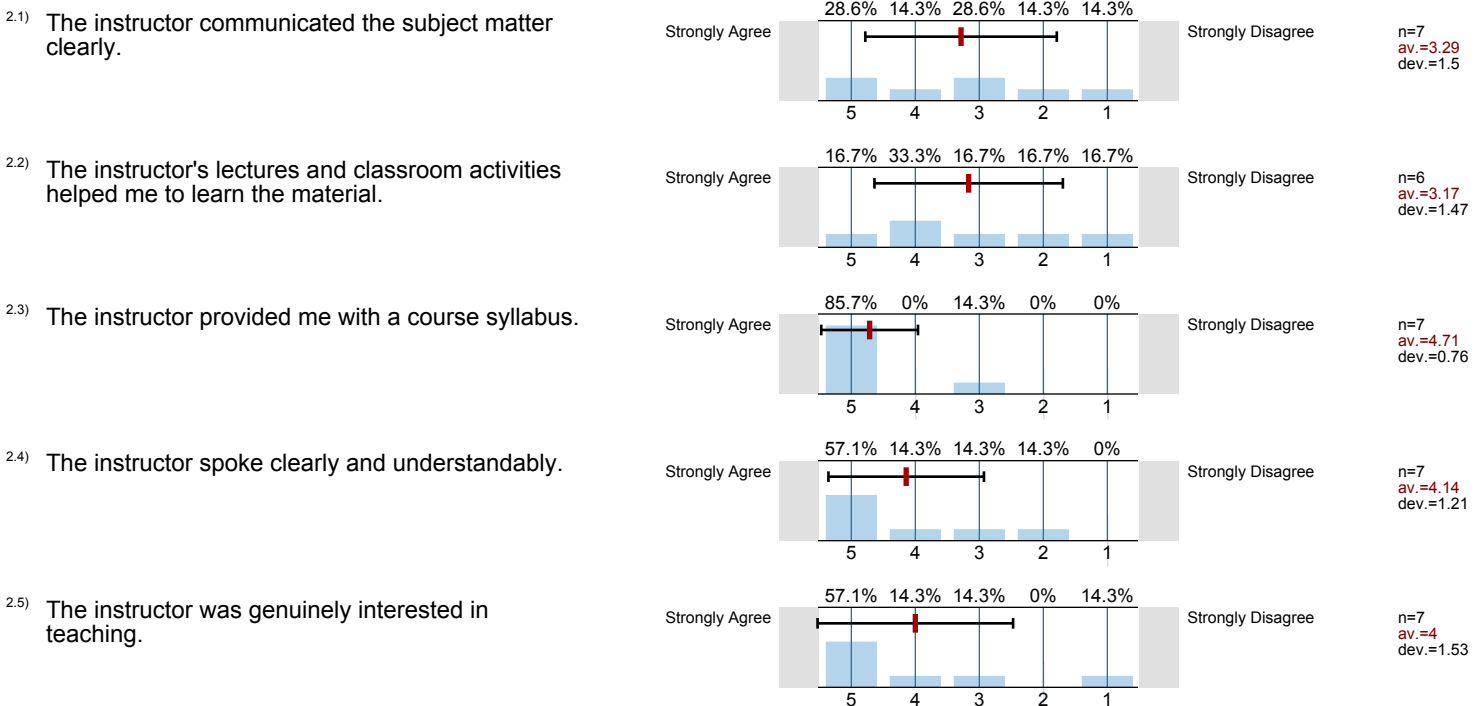 2.1) The instructor communicated the subject matter
clearly.
28.6% 14.3% 28.6% 14.3% 14.3%
Strongly Agree
Strongly Disagree
5 4 3 2 1
n=7
av.=3.29
dev.=1.5
2.2) The instructor's lectures and classroom activities
helped me to learn the material.
16.7% 33.3% 16.7% 16.7% 16.7%
Strongly Agree
Strongly Disagree
5 4 3 2 1
n=6
av.=3.17
dev.=1.47
2.3) The instructor provided me with a course syllabus.
85.7% 0% 14.3% 0% 0%
Strongly Agree
Strongly Disagree
5 4 3 2 1
n=7
av.=4.71
dev.=0.76
2.4) The instructor spoke clearly and understandably.
57.1% 14.3% 14.3% 14.3% 0%
Strongly Agree
Strongly Disagree
5 4 3 2 1
n=7
av.=4.14
dev.=1.21
2.5) The instructor was genuinely interested in
teaching.
57.1% 14.3% 14.3% 0% 14.3%
Strongly Agree
Strongly Disagree
5 4 3 2 1
n=7
av.=4
dev.=1.53